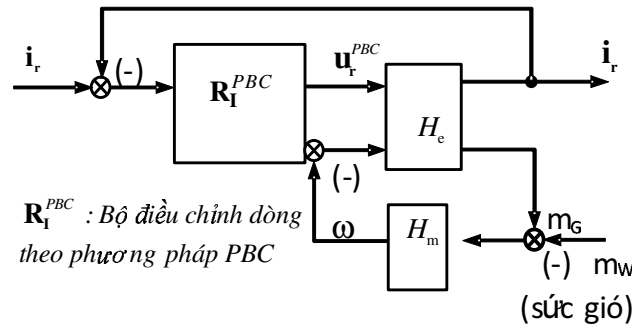 i_r
(-)
R_I^{PBC}
u_r^{PBC}
i_r
H_e
(-)
R_I^{PBC} : Bộ điều chỉnh dòng
theo phương pháp PBC
ω
H_m
m_G
(-)
m_W
(sức gió)